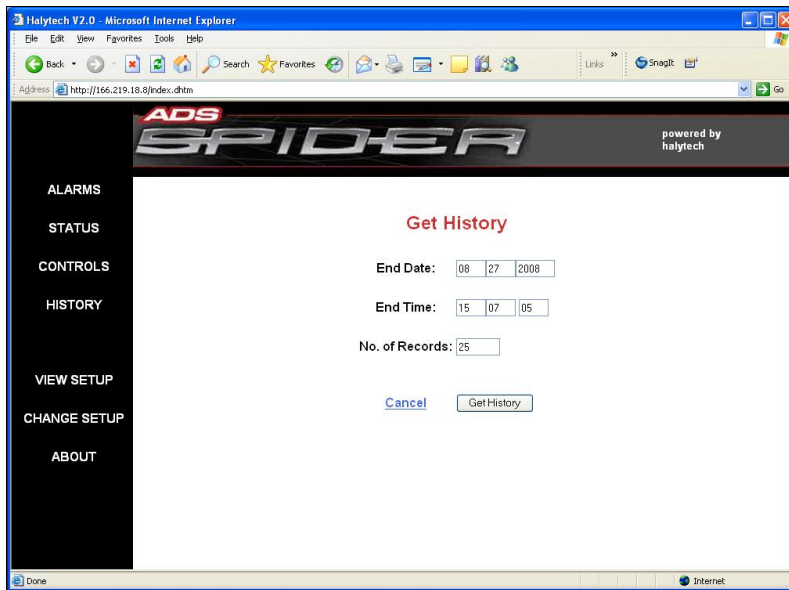 Halytech V2.0 - Microsoft Internet Explorer
File Edit View Favorites Tools Help
Back Search Favorites Links » SnagIt
Address http://166.219.18.8/index.dhtm Go
ADS
SPIDER
powered by
halytech
ALARMS
STATUS
CONTROLS
HISTORY
VIEW SETUP
CHANGE SETUP
ABOUT
Get History
End Date: 08 27 2008
End Time: 15 07 05
No. of Records: 25
Cancel Get History
Done Internet